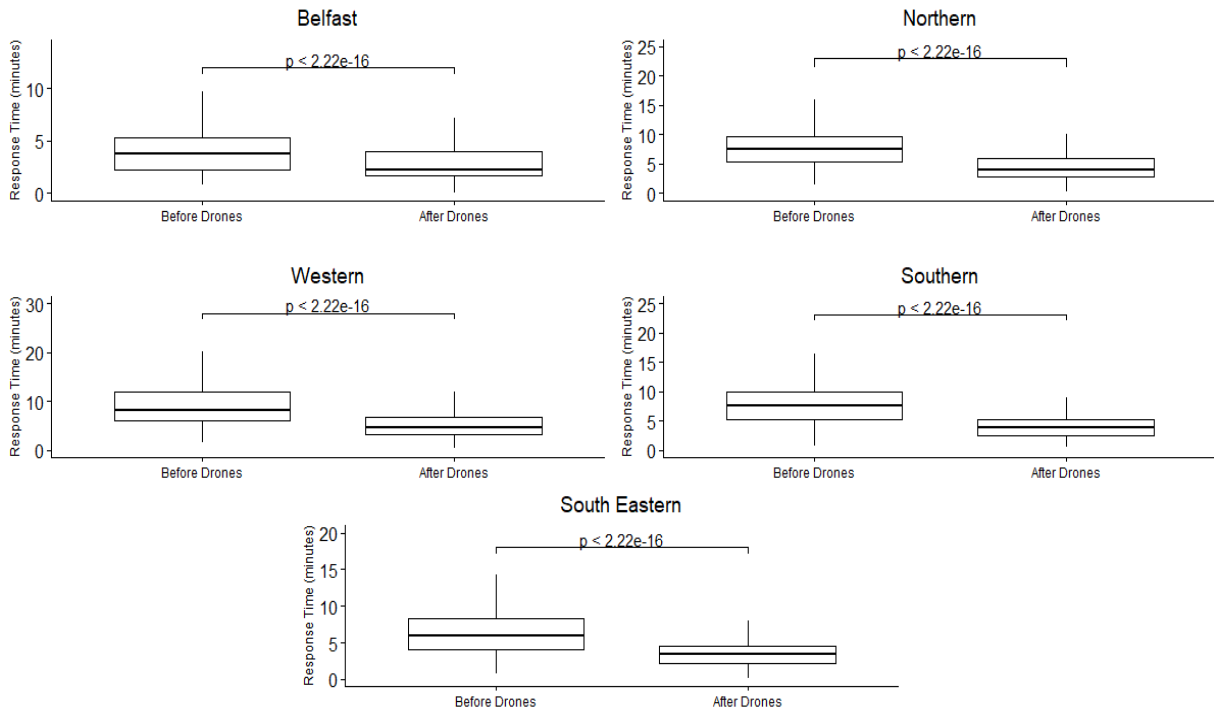 Belfast
p < 2.22e-16
Response Time (minutes)
10
5
0
Before Drones After Drones
Northern
p < 2.22e-16
Response Time (minutes)
25
20
15
10
5
0
Before Drones After Drones
Western
p < 2.22e-16
Response Time (minutes)
30
20
10
0
Before Drones After Drones
Southern
p < 2.22e-16
Response Time (minutes)
25
20
15
10
5
0
Before Drones After Drones
South Eastern
p < 2.22e-16
Response Time (minutes)
20
15
10
5
0
Before Drones After Drones